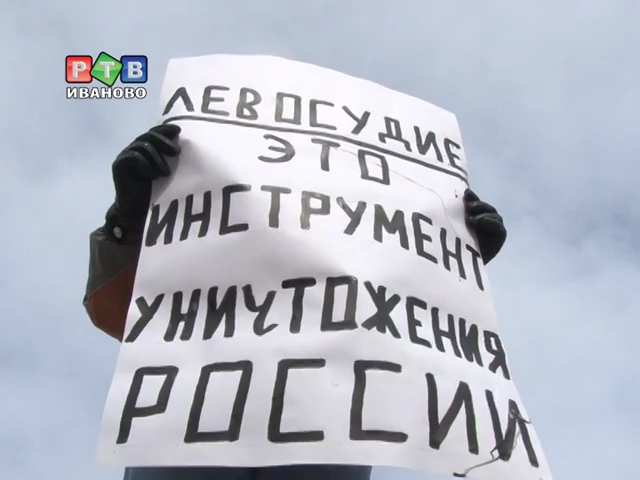 РТВ
ИВАНОВО
ЛЕВОСУДИЕ
ЭТО
ИНСТРУМЕНТ
УНИЧТОЖЕНИЯ
РОССИИ